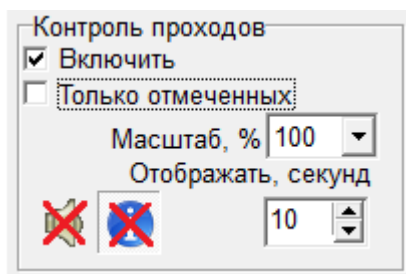 Контроль проходов
Включить
Только отмеченных
Масштаб, % 100
Отображать, секунд
10